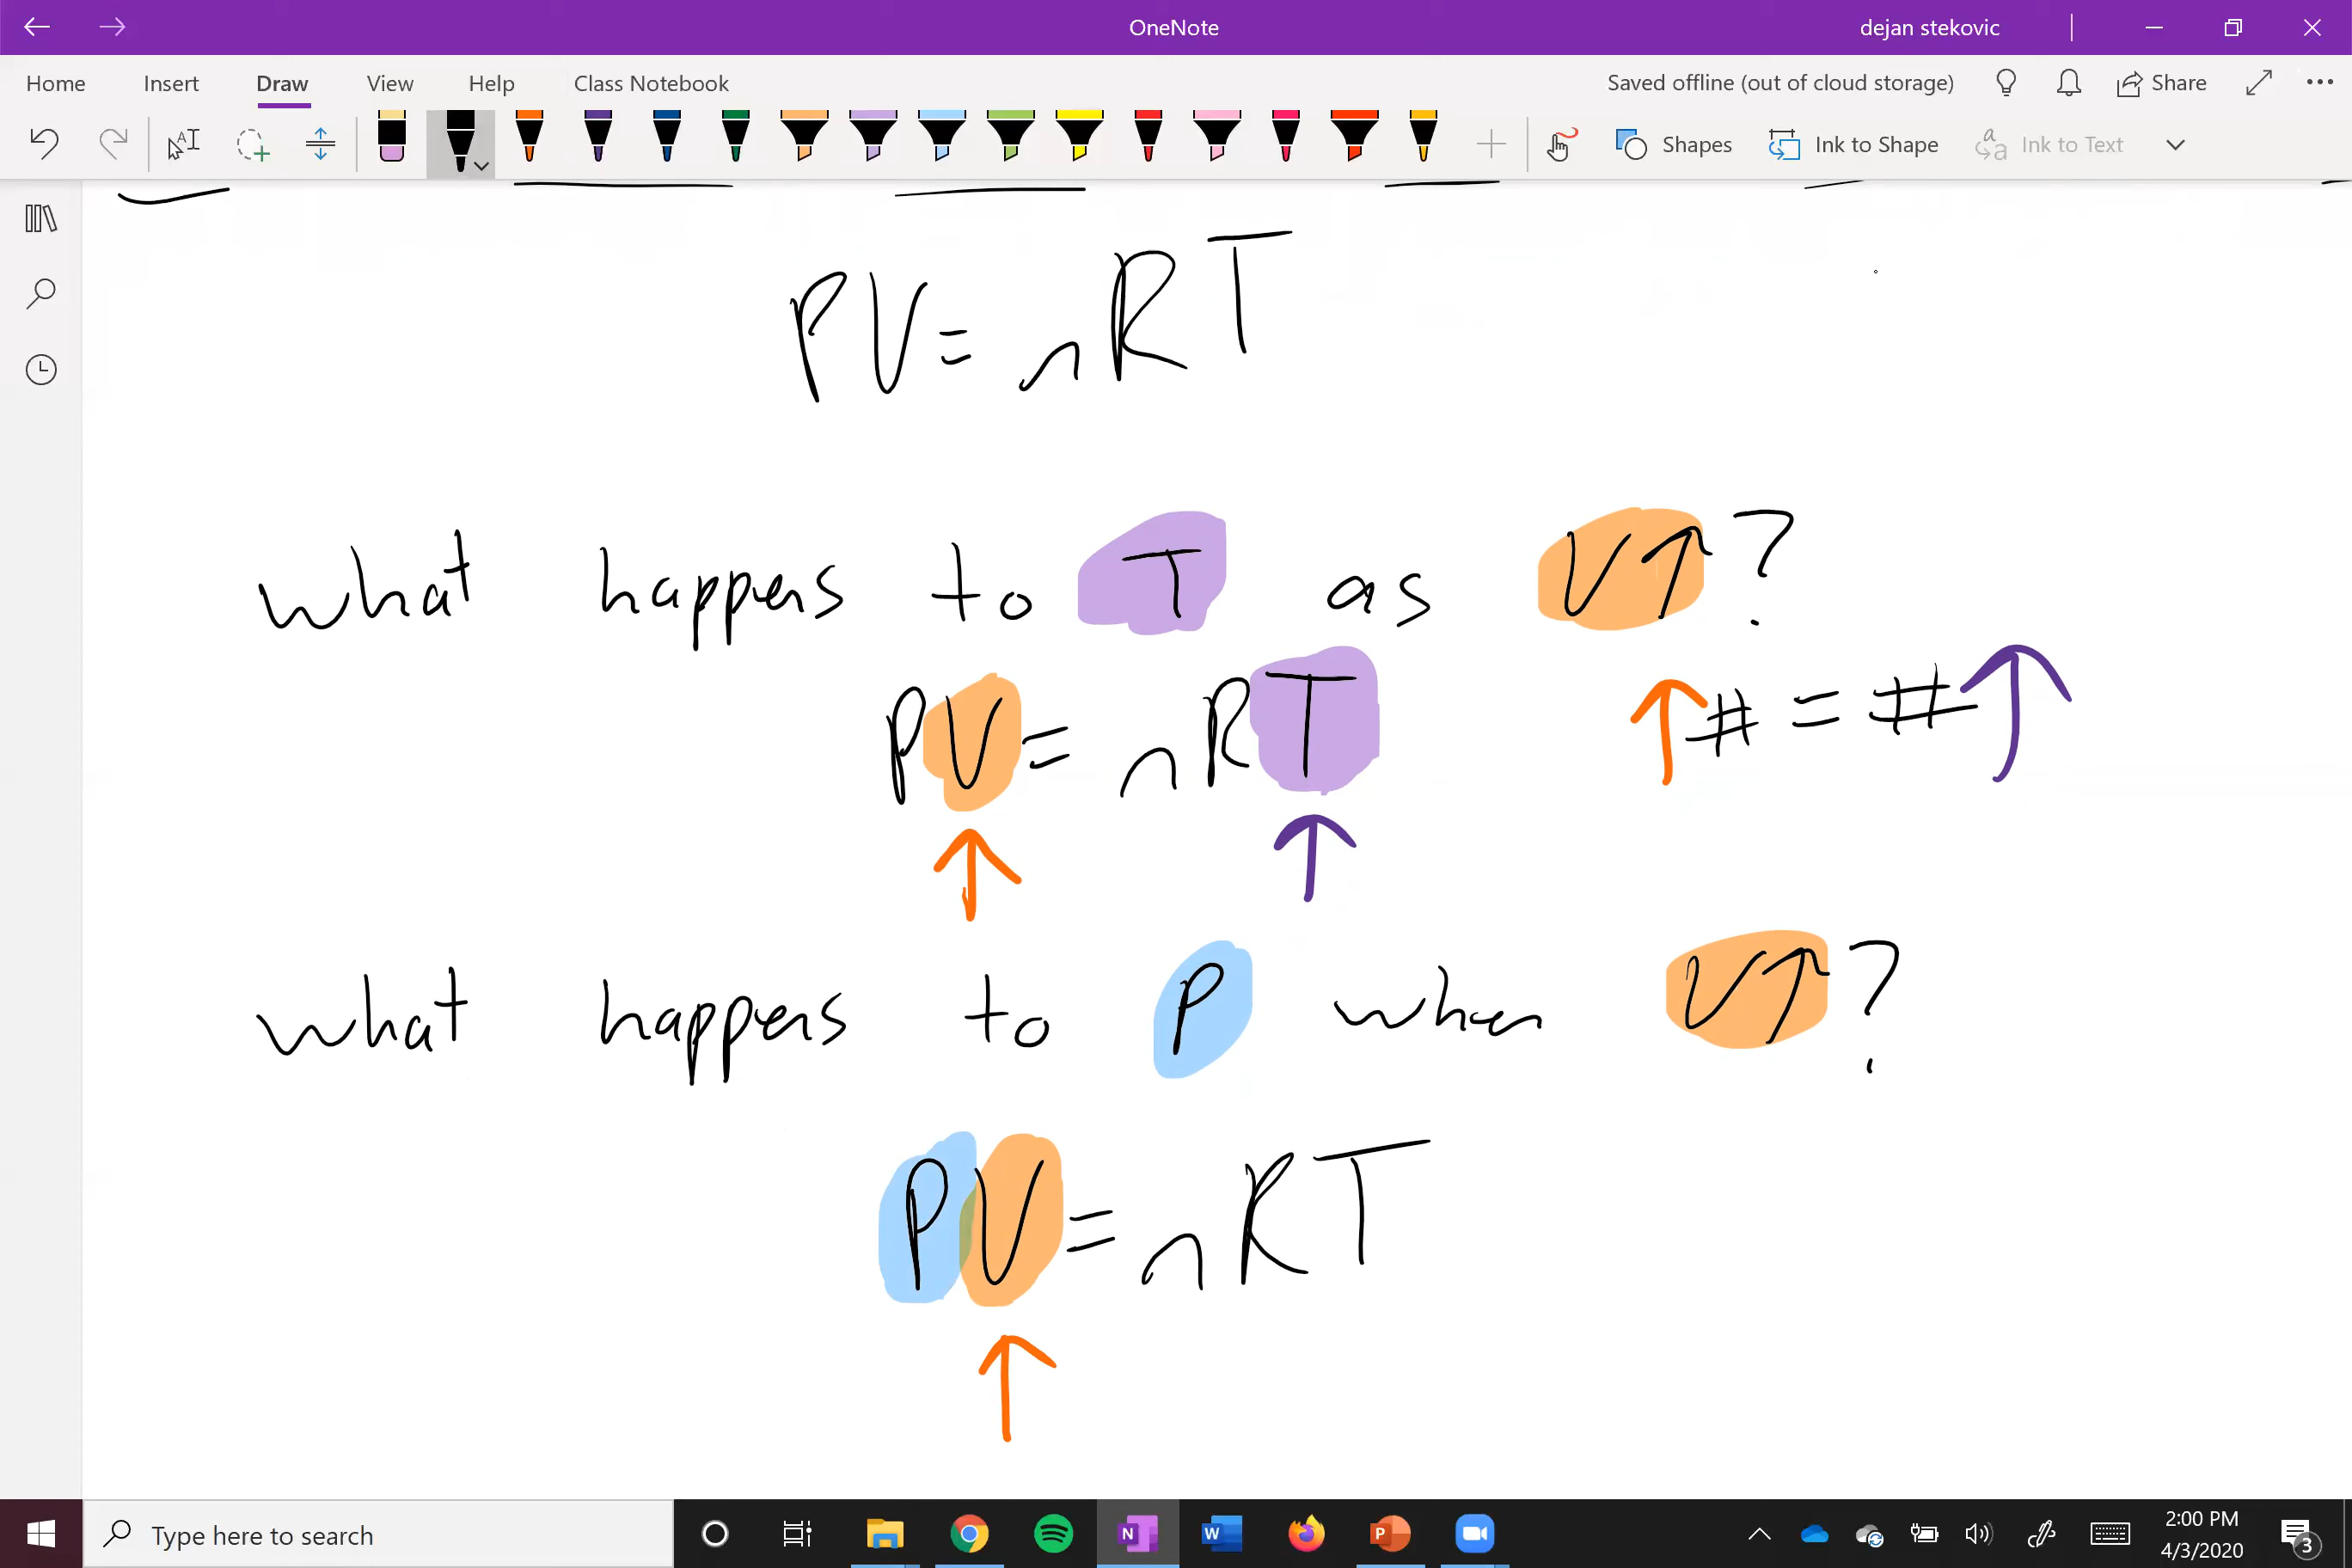 OneNote
dejan stekovic
Home Insert Draw View Help Class Notebook
Saved offline (out of cloud storage) Share
Shapes Ink to Shape Ink to Text
PV = nRT
what happens to T as V↑?
PV = nRT
↑# = #↑
↑ ↑
what happens to P when V↑?
PV = nRT
↑
Type here to search
2:00 PM
4/3/2020
3